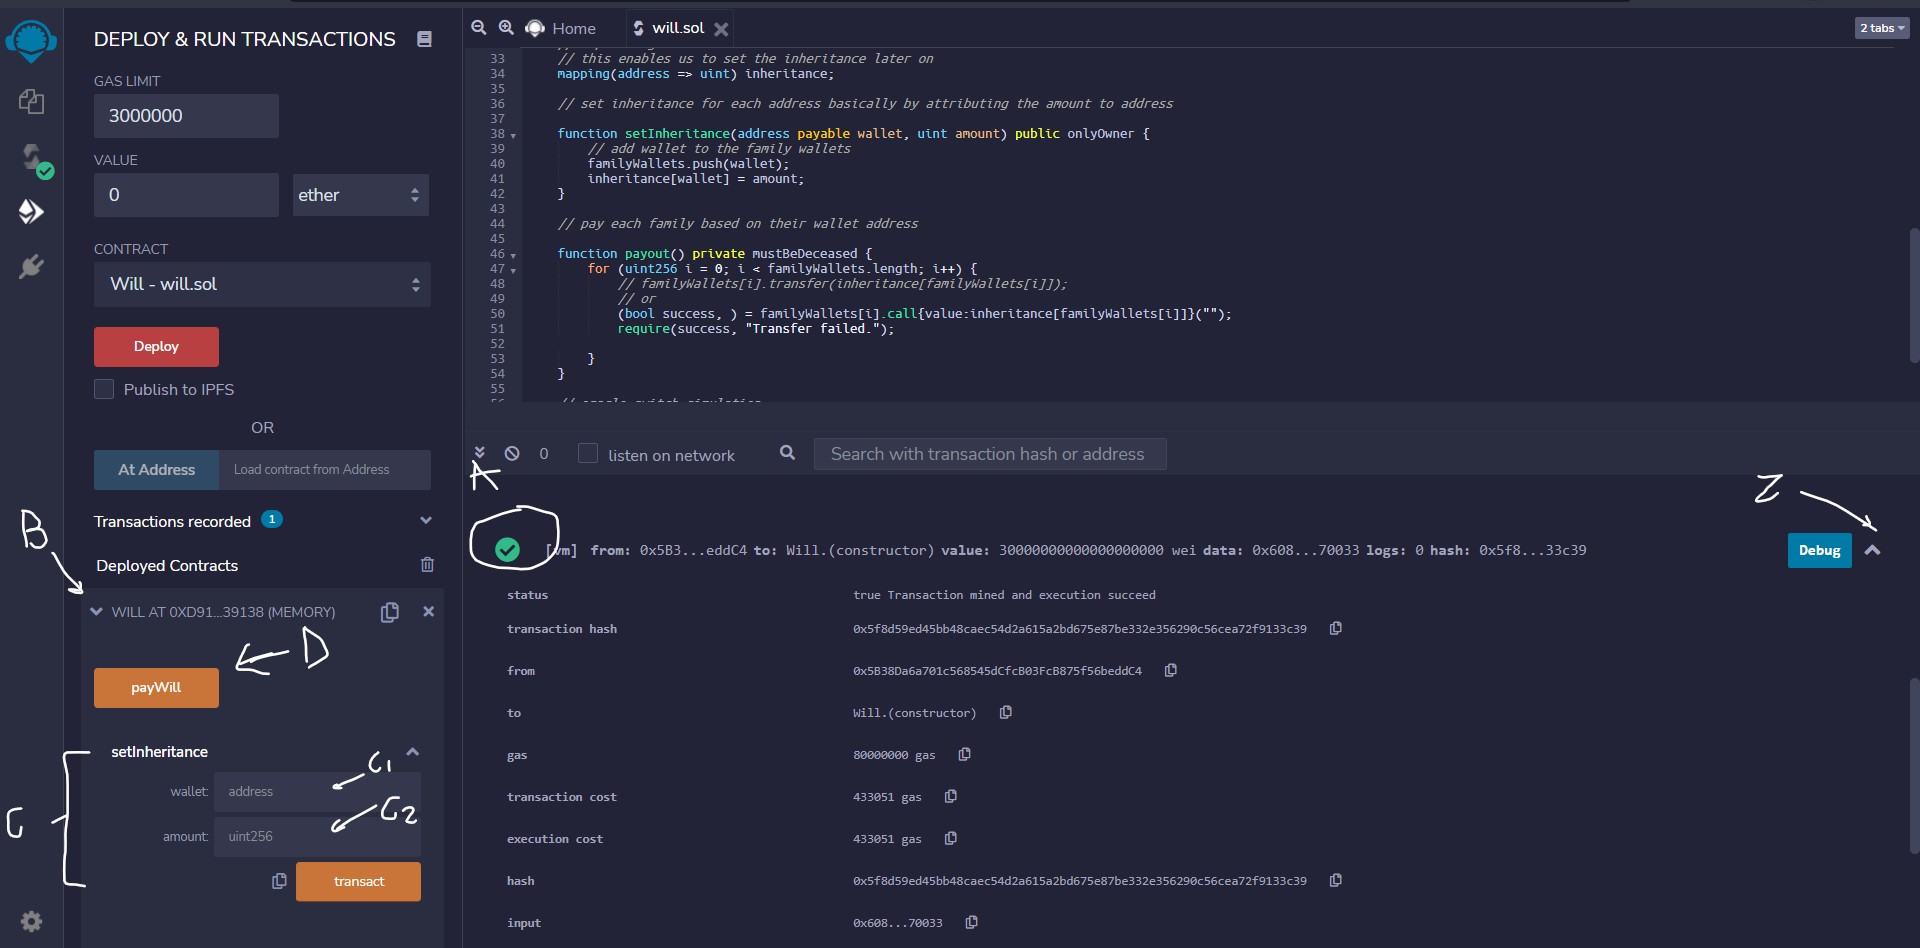 DEPLOY & RUN TRANSACTIONS
GAS LIMIT
3000000
VALUE
0
ether
CONTRACT
Will - will.sol
Deploy
Publish to IPFS
OR
At Address
Load contract from Address
Transactions recorded 1
B
Deployed Contracts
WILL AT 0XD91...39138 (MEMORY)
D
payWill
C
setInheritance
C1
wallet:
address
C2
amount:
uint256
transact
Home
will.sol
2 tabs
33 // this enables us to set the inheritance later on
34 mapping(address => uint) inheritance;
35
36 // set inheritance for each address basically by attributing the amount to address
37
38 function setInheritance(address payable wallet, uint amount) public onlyOwner {
39 // add wallet to the family wallets
40 familyWallets.push(wallet);
41 inheritance[wallet] = amount;
42 }
43
44 // pay each family based on their wallet address
45
46 function payout() private mustBeDeceased {
47 for (uint256 i = 0; i < familyWallets.length; i++) {
48 // familyWallets[i].transfer(inheritance[familyWallets[i]]);
49 // or
50 (bool success, ) = familyWallets[i].call{value:inheritance[familyWallets[i]]}("");
51 require(success, "Transfer failed.");
52
53 }
54 }
55
0
listen on network
Search with transaction hash or address
A
Z
[vm] from: 0x5B3...eddC4 to: Will.(constructor) value: 30000000000000000000 wei data: 0x608...70033 logs: 0 hash: 0x5f8...33c39
Debug
status true Transaction mined and execution succeed
transaction hash 0x5f8d59ed45bb48caec54d2a615a2bd675e87be332e356290c56cea72f9133c39
from 0x5B38Da6a701c568545dCfcB03FcB875f56beddC4
to Will.(constructor)
gas 80000000 gas
transaction cost 433051 gas
execution cost 433051 gas
hash 0x5f8d59ed45bb48caec54d2a615a2bd675e87be332e356290c56cea72f9133c39
input 0x608...70033